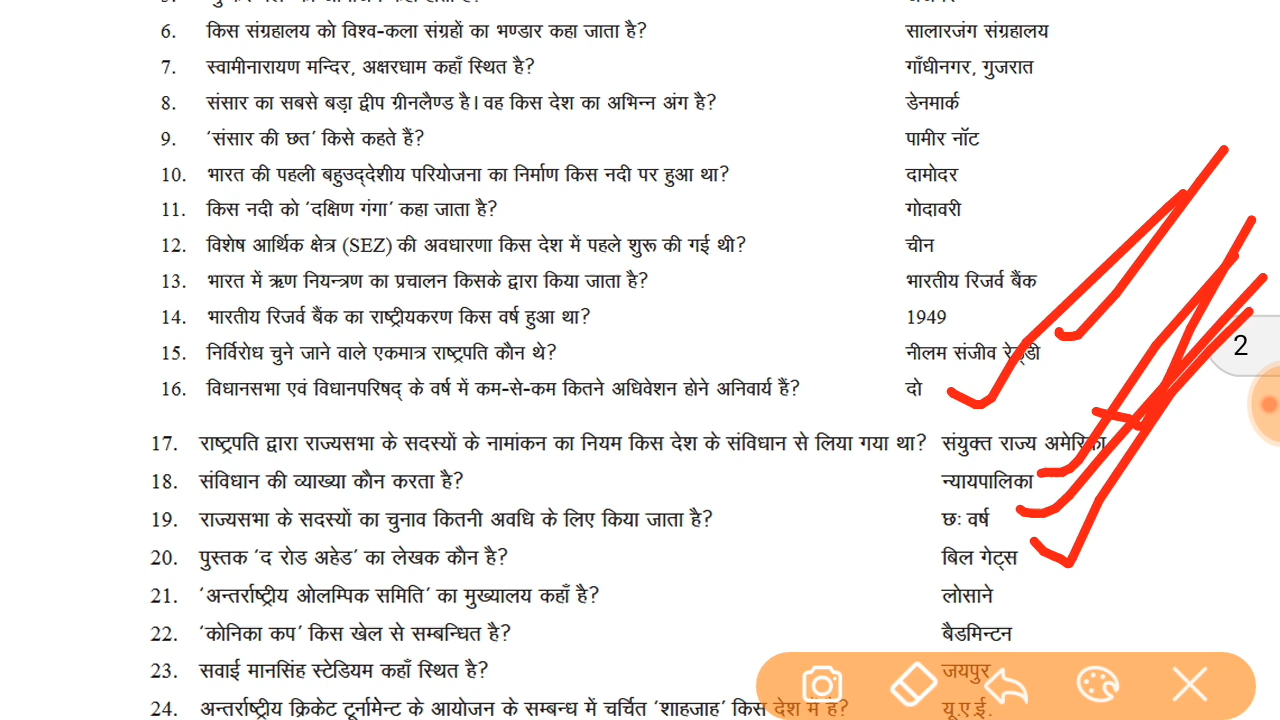 6. किस संग्रहालय को विश्व-कला संग्रहों का भण्डार कहा जाता है? सालारजंग संग्रहालय
7. स्वामीनारायण मन्दिर, अक्षरधाम कहाँ स्थित है? गाँधीनगर, गुजरात
8. संसार का सबसे बड़ा द्वीप ग्रीनलैण्ड है। वह किस देश का अभिन्न अंग है? डेनमार्क
9. 'संसार की छत' किसे कहते हैं? पामीर नॉट
10. भारत की पहली बहुउद्देशीय परियोजना का निर्माण किस नदी पर हुआ था? दामोदर
11. किस नदी को 'दक्षिण गंगा' कहा जाता है? गोदावरी
12. विशेष आर्थिक क्षेत्र (SEZ) की अवधारणा किस देश में पहले शुरू की गई थी? चीन
13. भारत में ऋण नियन्त्रण का प्रचालन किसके द्वारा किया जाता है? भारतीय रिजर्व बैंक
14. भारतीय रिजर्व बैंक का राष्ट्रीयकरण किस वर्ष हुआ था? 1949
15. निर्विरोध चुने जाने वाले एकमात्र राष्ट्रपति कौन थे? नीलम संजीव रेड्डी
2
16. विधानसभा एवं विधानपरिषद् के वर्ष में कम-से-कम कितने अधिवेशन होने अनिवार्य हैं? दो
17. राष्ट्रपति द्वारा राज्यसभा के सदस्यों के नामांकन का नियम किस देश के संविधान से लिया गया था? संयुक्त राज्य अमेरिका
18. संविधान की व्याख्या कौन करता है? न्यायपालिका
19. राज्यसभा के सदस्यों का चुनाव कितनी अवधि के लिए किया जाता है? छः वर्ष
20. पुस्तक 'द रोड अहेड' का लेखक कौन है? बिल गेट्स
21. 'अन्तर्राष्ट्रीय ओलम्पिक समिति' का मुख्यालय कहाँ है? लोसाने
22. 'कोनिका कप' किस खेल से सम्बन्धित है? बैडमिन्टन
23. सवाई मानसिंह स्टेडियम कहाँ स्थित है? जयपुर
24. अन्तर्राष्ट्रीय क्रिकेट टूर्नामेन्ट के आयोजन के सम्बन्ध में चर्चित 'शाहजाह' किस देश में है? यू.ए.ई.